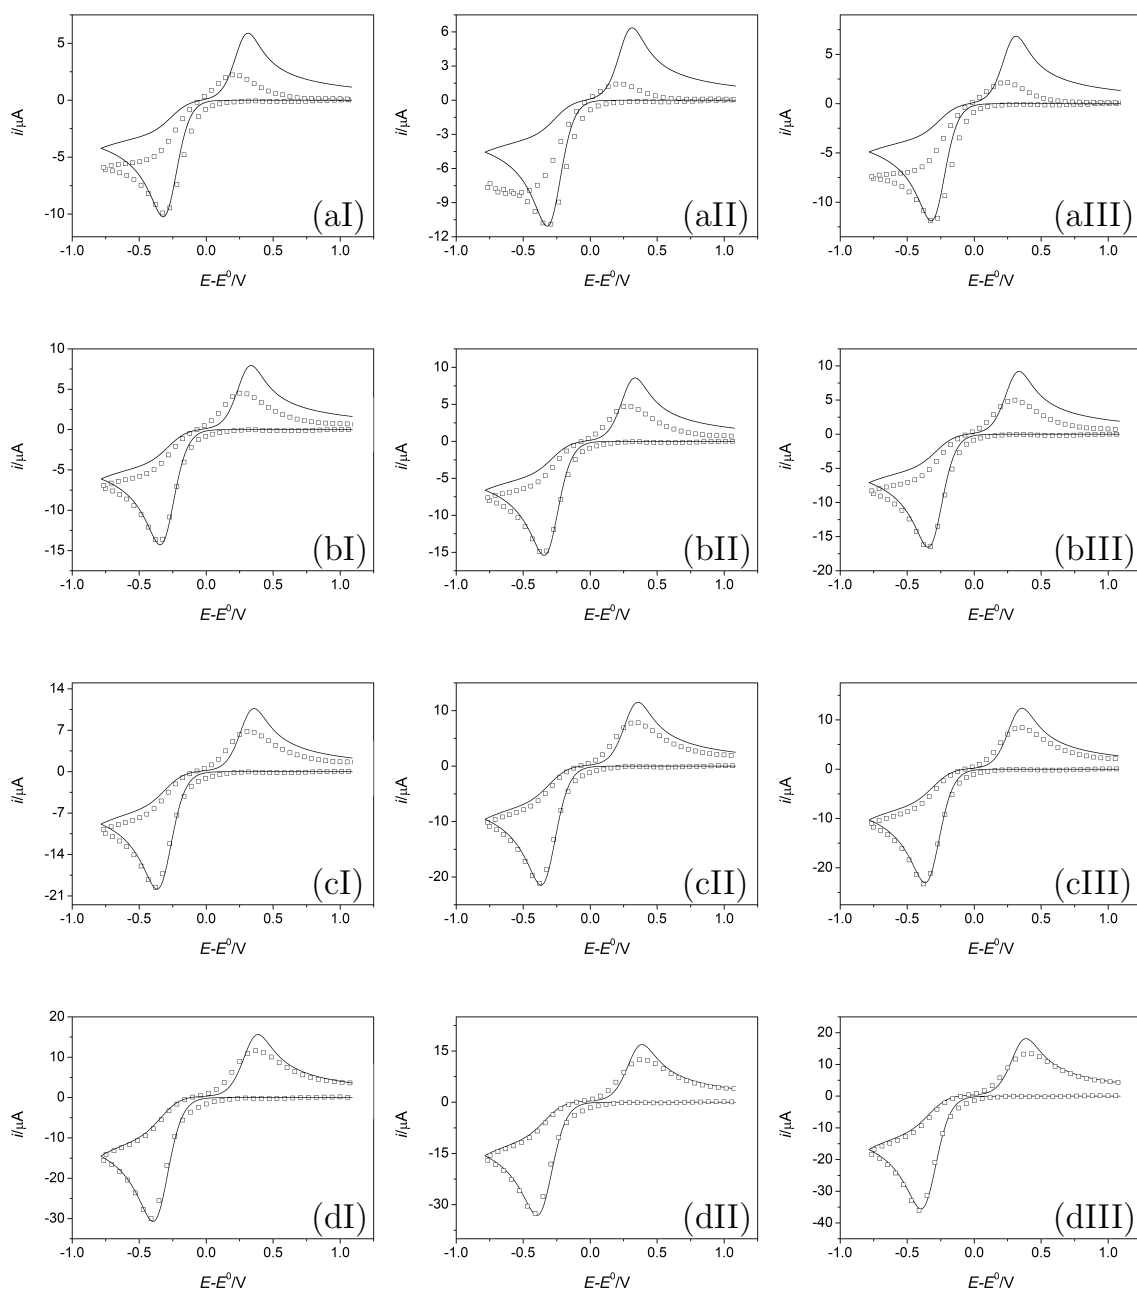 i/μA
5
0
-5
-10
-1.0 -0.5 0.0 0.5 1.0
E-E⁰/V
(aI)
i/μA
6
3
0
-3
-6
-9
-12
-1.0 -0.5 0.0 0.5 1.0
E-E⁰/V
(aII)
i/μA
5
0
-5
-10
-1.0 -0.5 0.0 0.5 1.0
E-E⁰/V
(aIII)
i/μA
10
5
0
-5
-10
-15
-1.0 -0.5 0.0 0.5 1.0
E-E⁰/V
(bI)
i/μA
10
5
0
-5
-10
-15
-1.0 -0.5 0.0 0.5 1.0
E-E⁰/V
(bII)
i/μA
10
5
0
-5
-10
-15
-20
-1.0 -0.5 0.0 0.5 1.0
E-E⁰/V
(bIII)
i/μA
14
7
0
-7
-14
-21
-1.0 -0.5 0.0 0.5 1.0
E-E⁰/V
(cI)
i/μA
10
0
-10
-20
-1.0 -0.5 0.0 0.5 1.0
E-E⁰/V
(cII)
i/μA
10
0
-10
-20
-1.0 -0.5 0.0 0.5 1.0
E-E⁰/V
(cIII)
i/μA
20
10
0
-10
-20
-30
-1.0 -0.5 0.0 0.5 1.0
E-E⁰/V
(dI)
i/μA
15
0
-15
-30
-1.0 -0.5 0.0 0.5 1.0
E-E⁰/V
(dII)
i/μA
20
10
0
-10
-20
-30
-40
-1.0 -0.5 0.0 0.5 1.0
E-E⁰/V
(dIII)